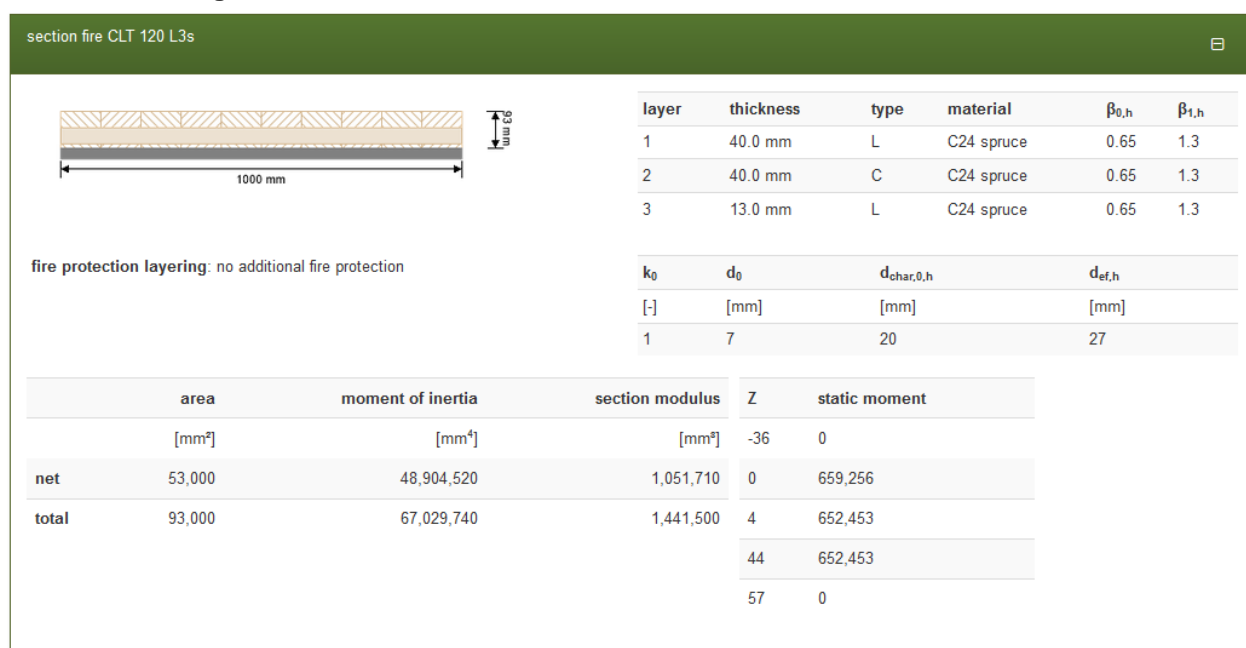 section fire CLT 120 L3s
93 mm
1000 mm
layer thickness type material β0,h β1,h
1 40.0 mm L C24 spruce 0.65 1.3
2 40.0 mm C C24 spruce 0.65 1.3
3 13.0 mm L C24 spruce 0.65 1.3
fire protection layering: no additional fire protection
k0 d0 dchar,0,h def,h
[-] [mm] [mm] [mm]
1 7 20 27
area moment of inertia section modulus Z static moment
[mm²] [mm⁴] [mm³] -36 0
net 53,000 48,904,520 1,051,710 0 659,256
total 93,000 67,029,740 1,441,500 4 652,453
44 652,453
57 0